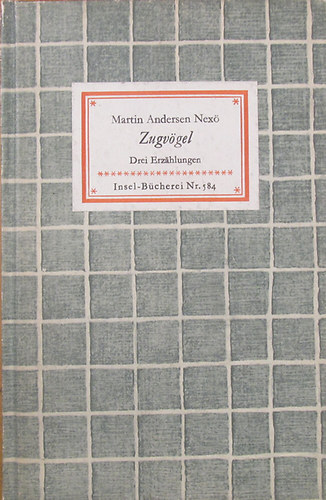 Martin Andersen Nexö
Zugvögel
Drei Erzählungen
Insel-Bücherei Nr. 584